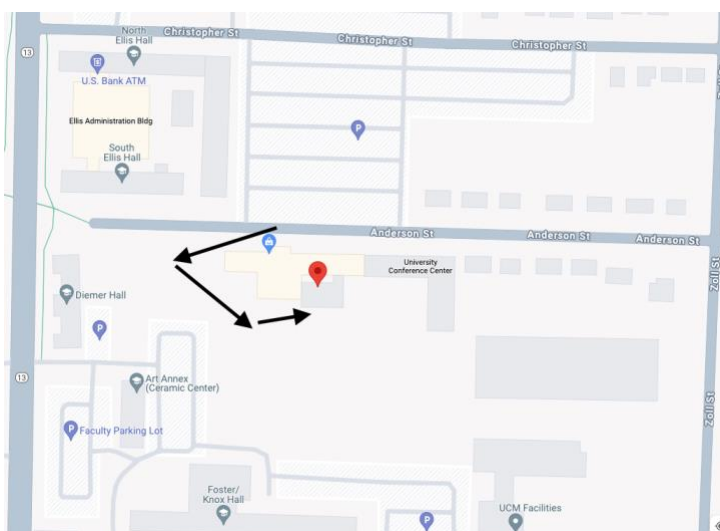 Christopher St
Christopher St
Christopher St
13
North
Ellis Hall
U.S. Bank ATM
Ellis Administration Bldg
P
South
Ellis Hall
Anderson St
Anderson St
Anderson St
University
Conference Center
Zoll St
Diemer Hall
P
13
Art Annex
(Ceramic Center)
Zoll St
P
Faculty Parking Lot
Foster/
Knox Hall
UCM Facilities
P